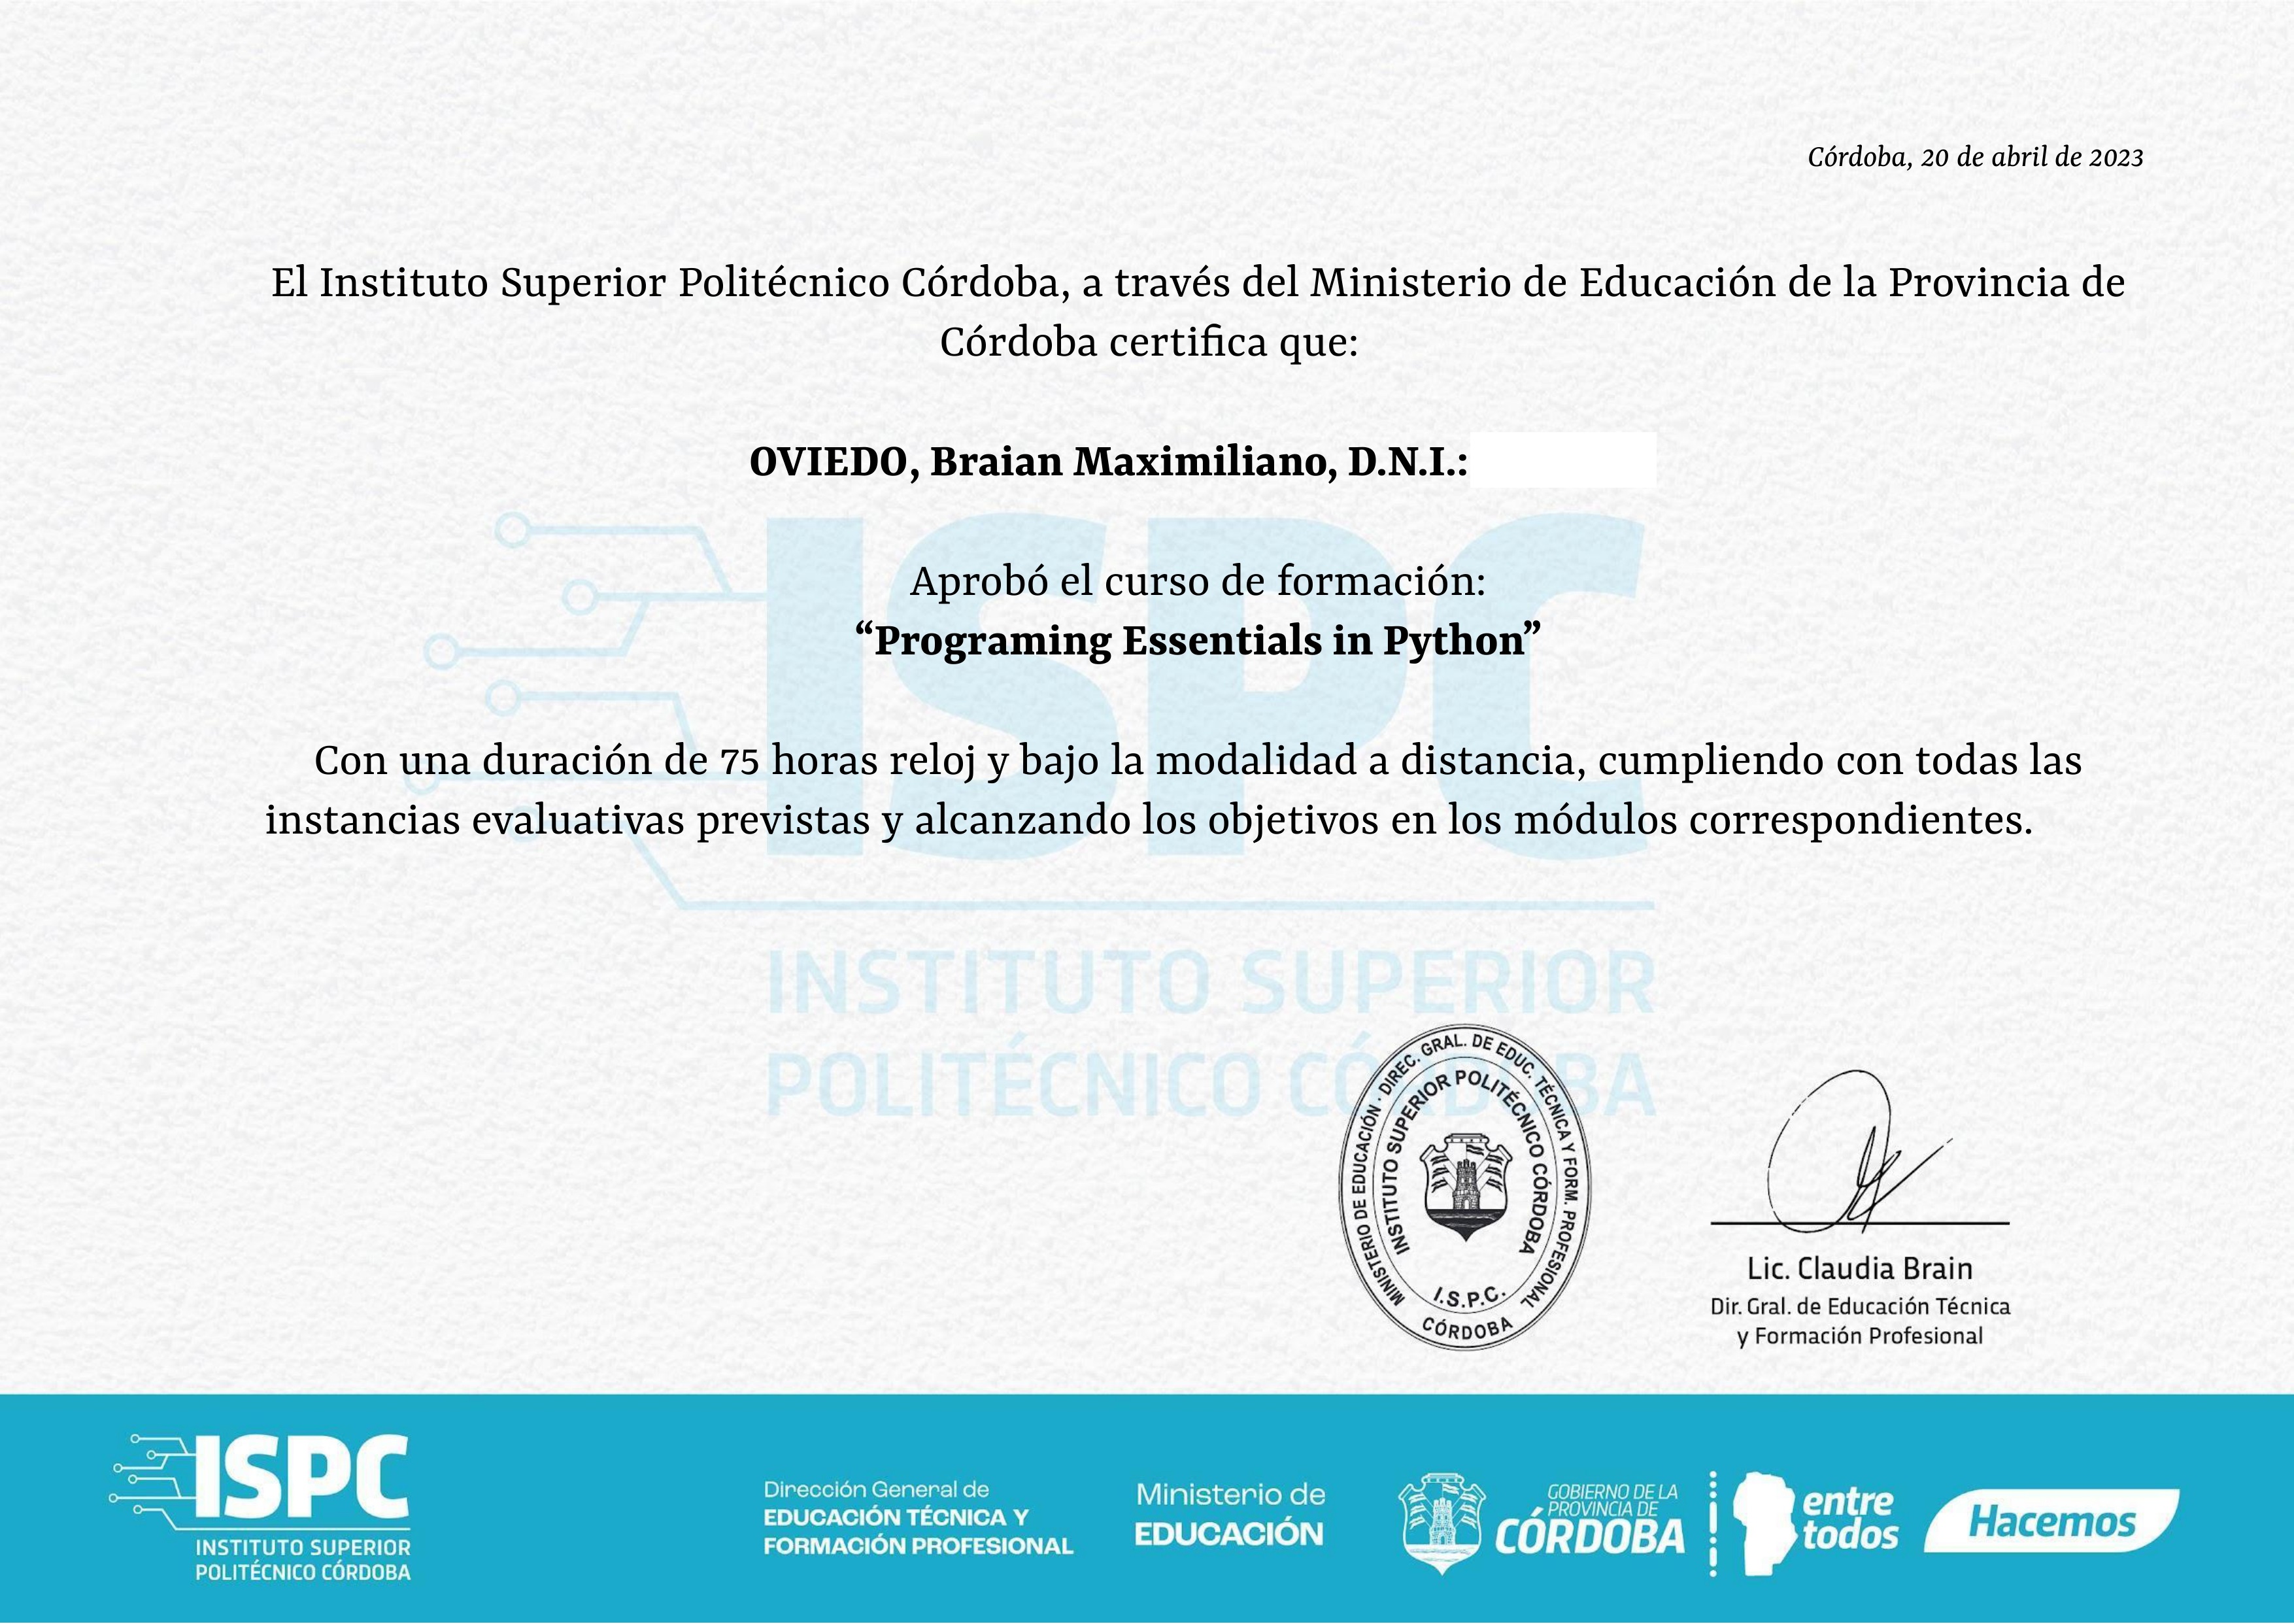 Córdoba, 20 de abril de 2023
El Instituto Superior Politécnico Córdoba, a través del Ministerio de Educación de la Provincia de
Córdoba certifica que:
OVIEDO, Braian Maximiliano, D.N.I.:
Aprobó el curso de formación:
“Programing Essentials in Python”
Con una duración de 75 horas reloj y bajo la modalidad a distancia, cumpliendo con todas las
instancias evaluativas previstas y alcanzando los objetivos en los módulos correspondientes.
ISPC
INSTITUTO SUPERIOR
POLITÉCNICO CÓRDOBA
MINISTERIO DE EDUCACIÓN · DIREC. GRAL. DE EDUC. TÉCNICA Y FORM. PROFESIONAL
INSTITUTO SUPERIOR POLITÉCNICO CÓRDOBA
I.S.P.C.
CÓRDOBA
Lic. Claudia Brain
Dir. Gral. de Educación Técnica
y Formación Profesional
ISPC
INSTITUTO SUPERIOR
POLITÉCNICO CÓRDOBA
Dirección General de
EDUCACIÓN TÉCNICA Y
FORMACIÓN PROFESIONAL
Ministerio de
EDUCACIÓN
GOBIERNO DE LA
PROVINCIA DE
CÓRDOBA
entre
todos
Hacemos